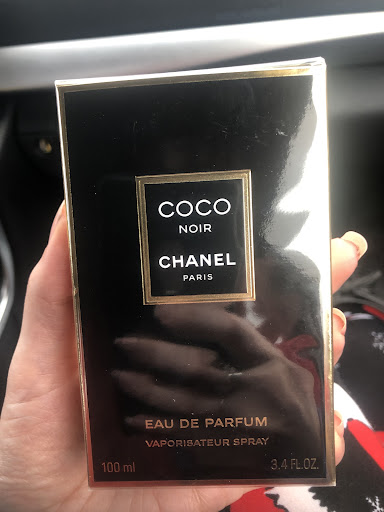 COCO
NOIR
CHANEL
PARIS
EAU DE PARFUM
VAPORISATEUR SPRAY
100 ml 3.4 FL.OZ.